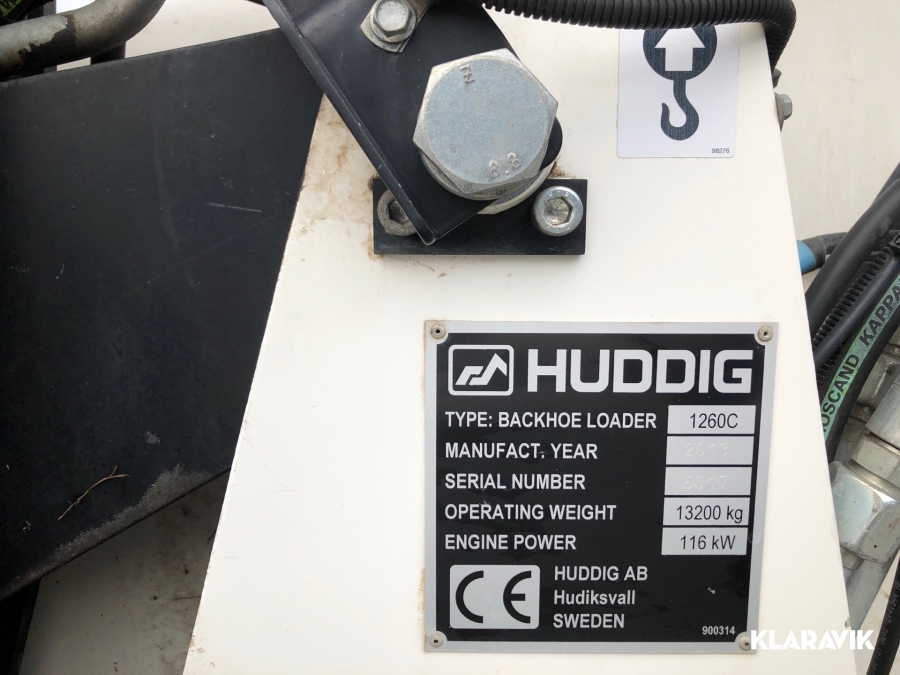 98276
8.8
HUDDIG
TYPE: BACKHOE LOADER 1260C
MANUFACT. YEAR
SERIAL NUMBER
OPERATING WEIGHT 13200 kg
ENGINE POWER 116 kW
CE HUDDIG AB
Hudiksvall
SWEDEN
900314
KAPPA
KLARAVIK